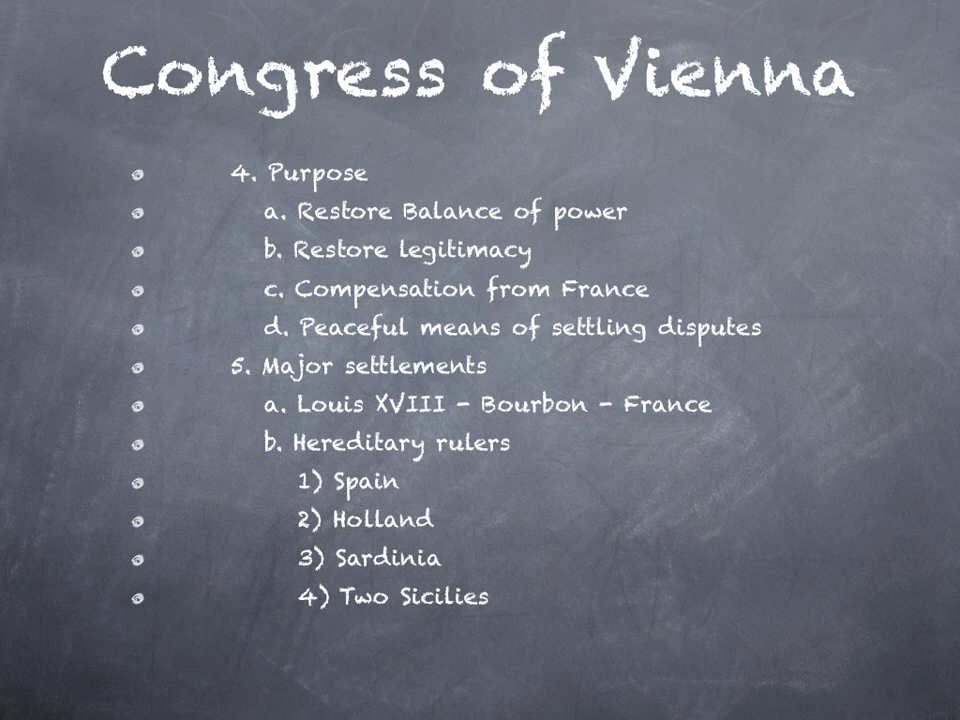 Congress of Vienna
4. Purpose
a. Restore Balance of power
b. Restore legitimacy
c. Compensation from France
d. Peaceful means of settling disputes
5. Major settlements
a. Louis XVIII - Bourbon - France
b. Hereditary rulers
1) Spain
2) Holland
3) Sardinia
4) Two Sicilies